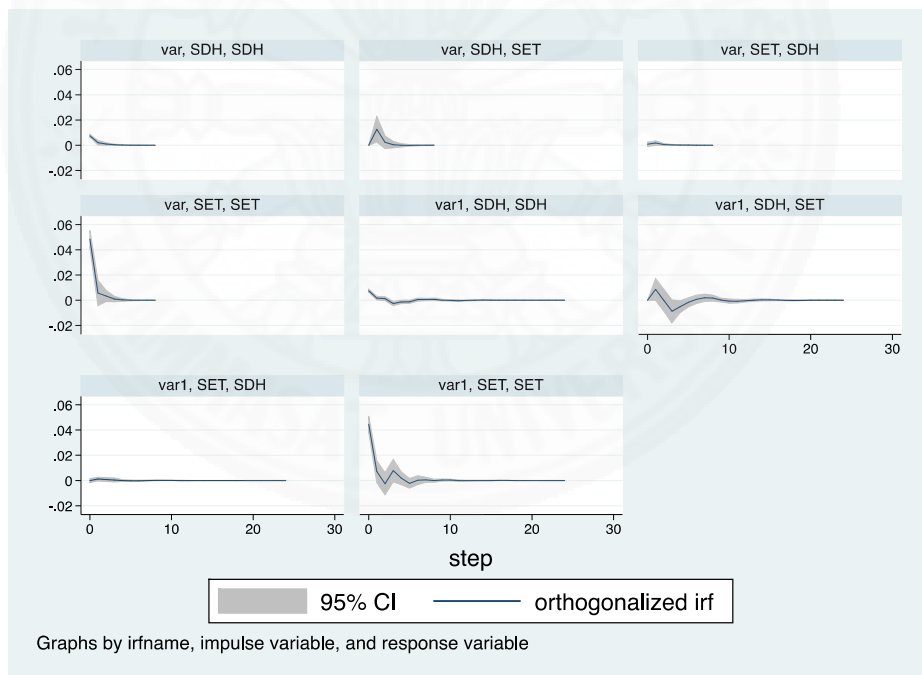 var, SDH, SDH
var, SDH, SET
var, SET, SDH
.06
.04
.02
0
-.02
var, SET, SET
var1, SDH, SDH
var1, SDH, SET
.06
.04
.02
0
-.02
0 10 20 30
var1, SET, SDH
var1, SET, SET
.06
.04
.02
0
-.02
0 10 20 30
0 10 20 30
step
95% CI
orthogonalized irf
Graphs by irfname, impulse variable, and response variable